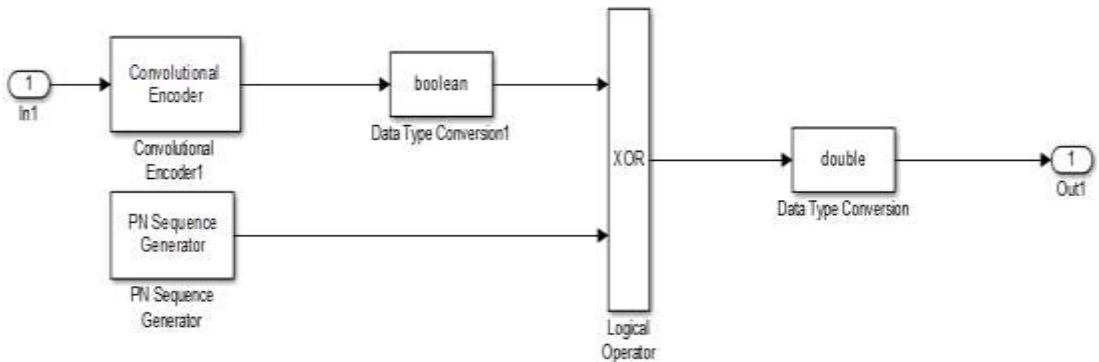 1
In1
Convolutional
Encoder
Convolutional
Encoder1
boolean
Data Type Conversion1
PN Sequence
Generator
PN Sequence
Generator
XOR
Logical
Operator
double
Data Type Conversion
1
Out1